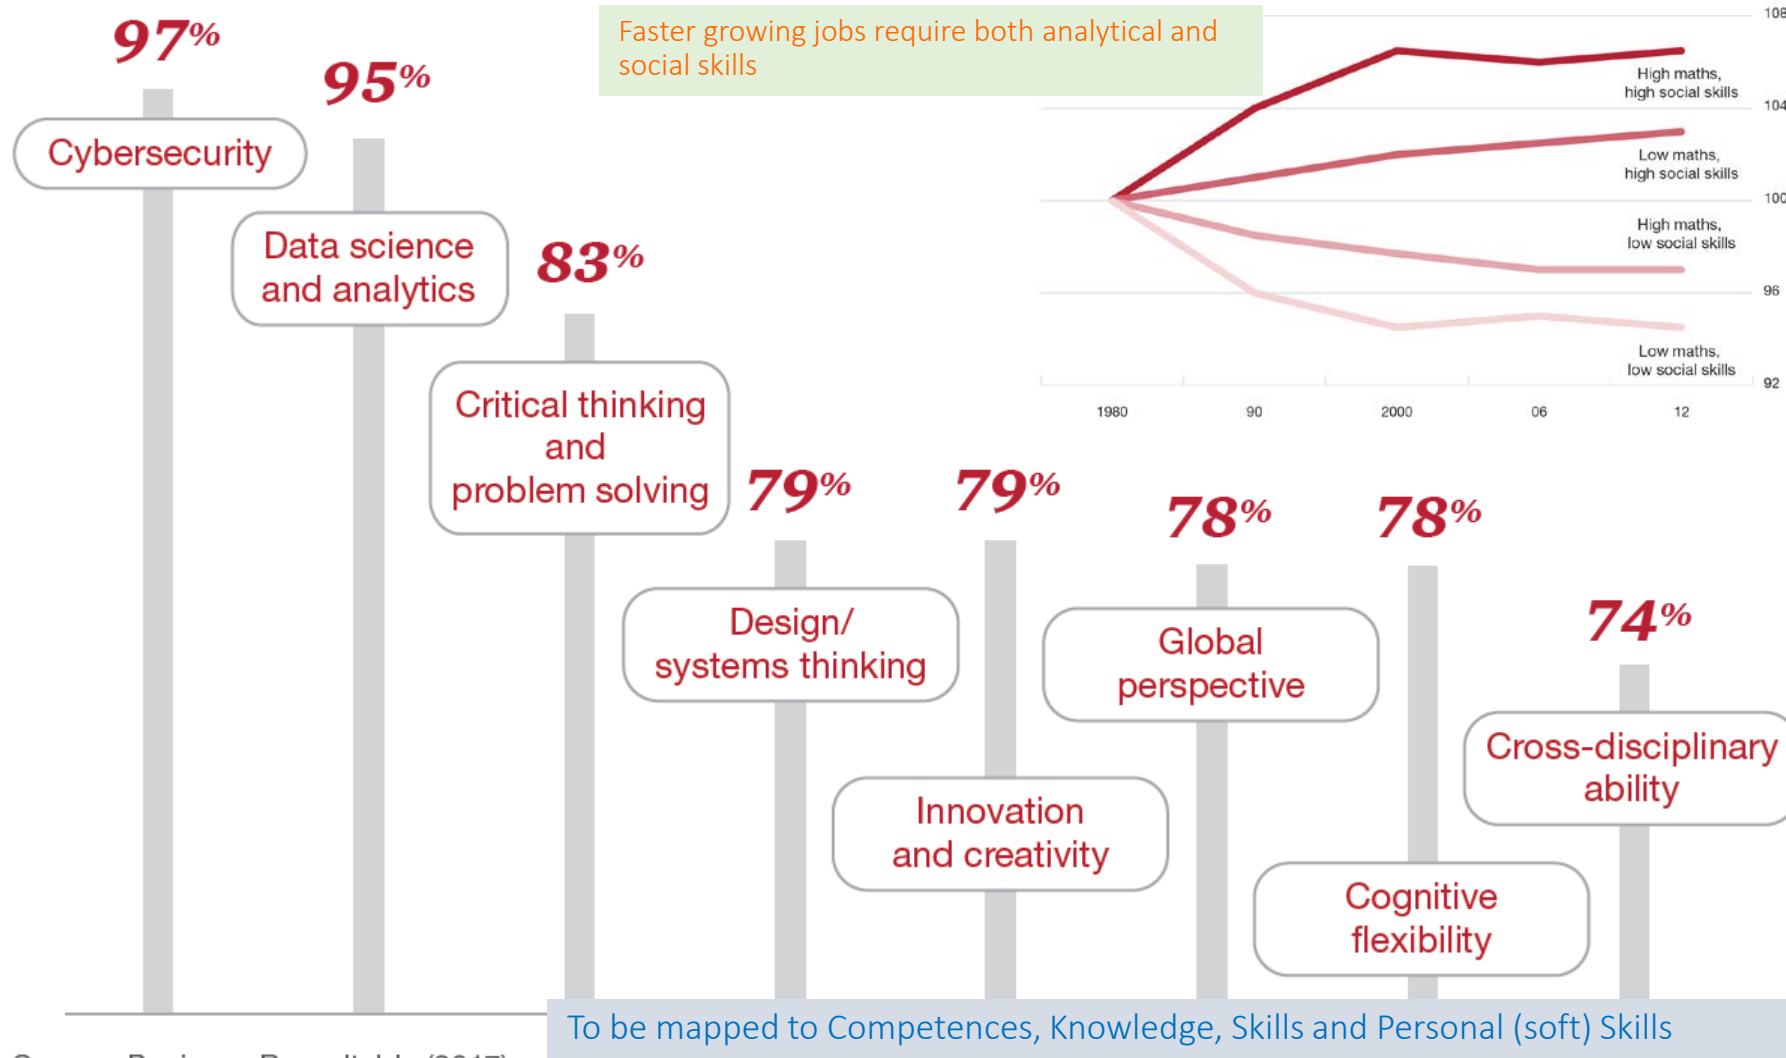 97%
Cybersecurity
95%
Data science
and analytics
83%
Critical thinking
and
problem solving
79%
Design/
systems thinking
79%
Innovation
and creativity
78%
Global
perspective
78%
Cognitive
flexibility
74%
Cross-disciplinary
ability
Faster growing jobs require both analytical and
social skills
108
High maths,
high social skills
104
Low maths,
high social skills
100
High maths,
low social skills
96
Low maths,
low social skills
92
1980 90 2000 06 12
To be mapped to Competences, Knowledge, Skills and Personal (soft) Skills
Business Roundtable (2017)